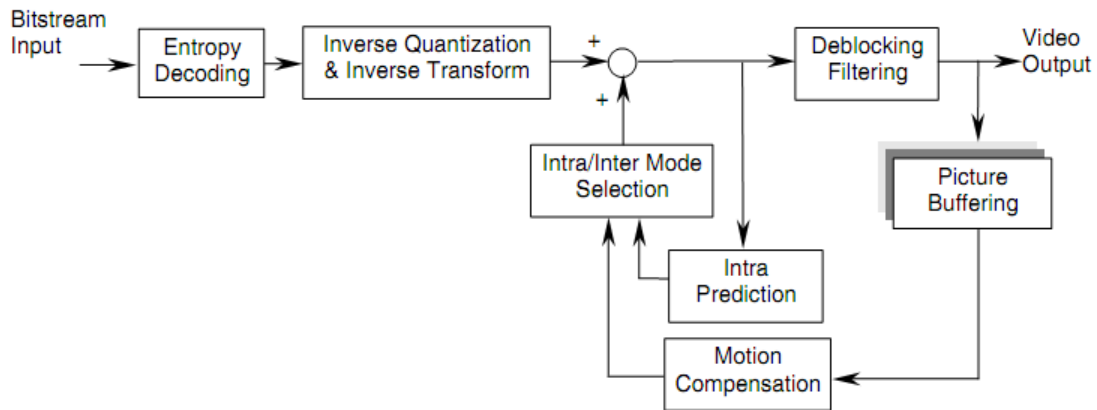 Bitstream
Input
Entropy
Decoding
Inverse Quantization
& Inverse Transform
+
+
Deblocking
Filtering
Video
Output
Intra/Inter Mode
Selection
Picture
Buffering
Intra
Prediction
Motion
Compensation